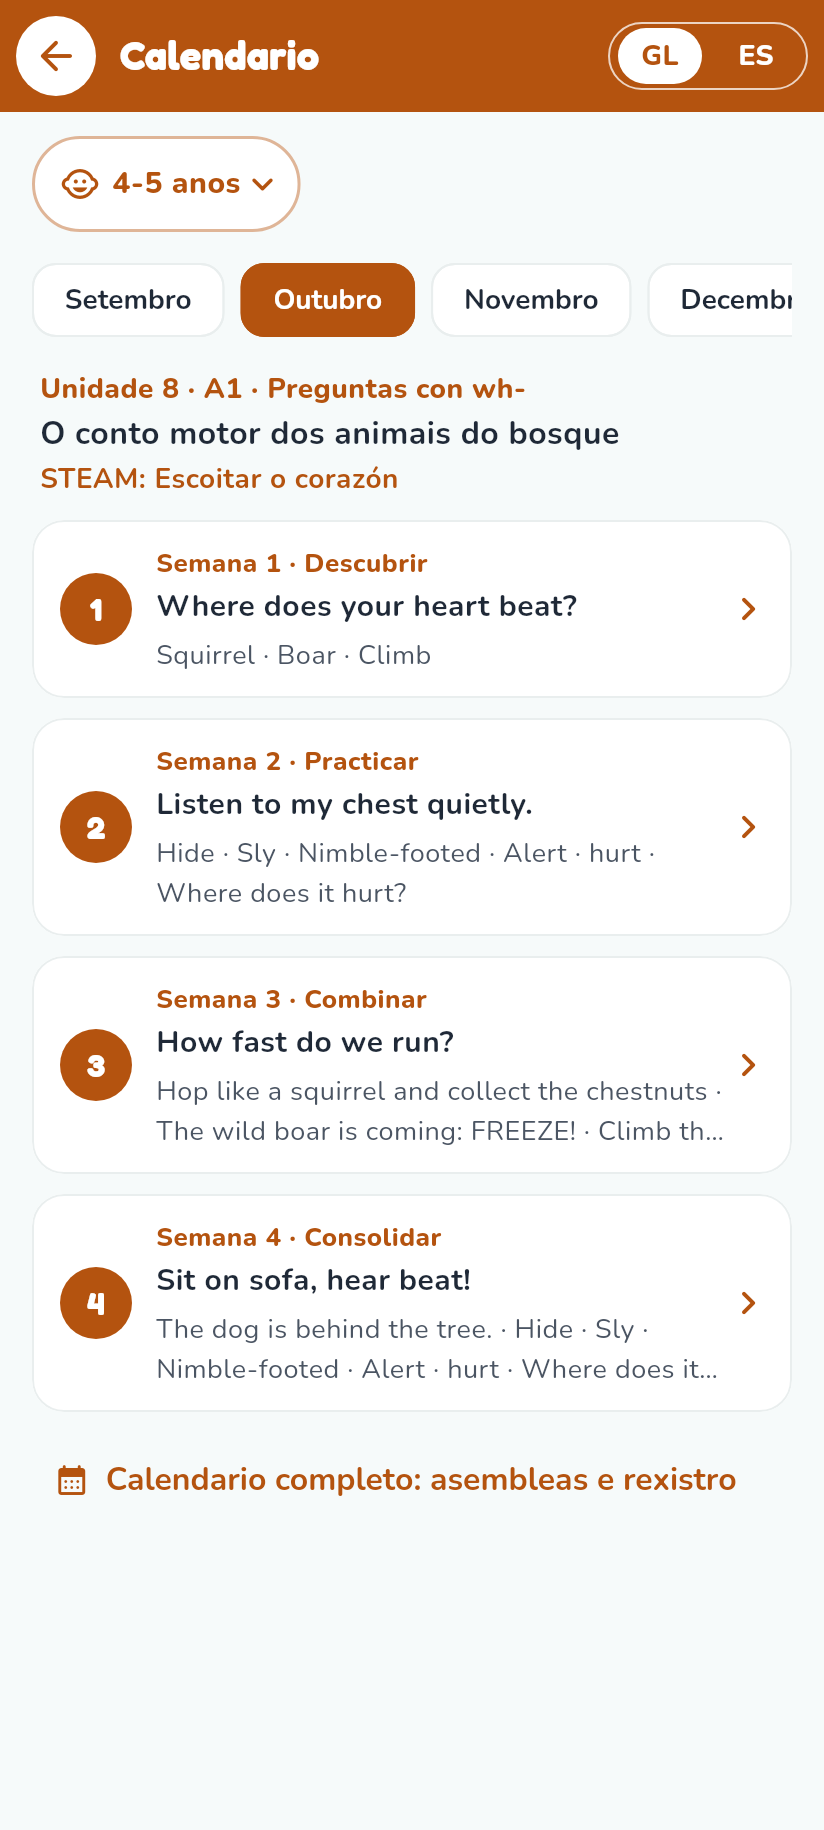 Calendario
GL ES
4-5 anos
Setembro Outubro Novembro Decembr
Unidade 8 · A1 · Preguntas con wh-
O conto motor dos animais do bosque
STEAM: Escoitar o corazón
Semana 1 · Descubrir
1
Where does your heart beat?
Squirrel · Boar · Climb
Semana 2 · Practicar
2
Listen to my chest quietly.
Hide · Sly · Nimble-footed · Alert · hurt ·
Where does it hurt?
Semana 3 · Combinar
3
How fast do we run?
Hop like a squirrel and collect the chestnuts ·
The wild boar is coming: FREEZE! · Climb th...
Semana 4 · Consolidar
4
Sit on sofa, hear beat!
The dog is behind the tree. · Hide · Sly ·
Nimble-footed · Alert · hurt · Where does it...
Calendario completo: asembleas e rexistro